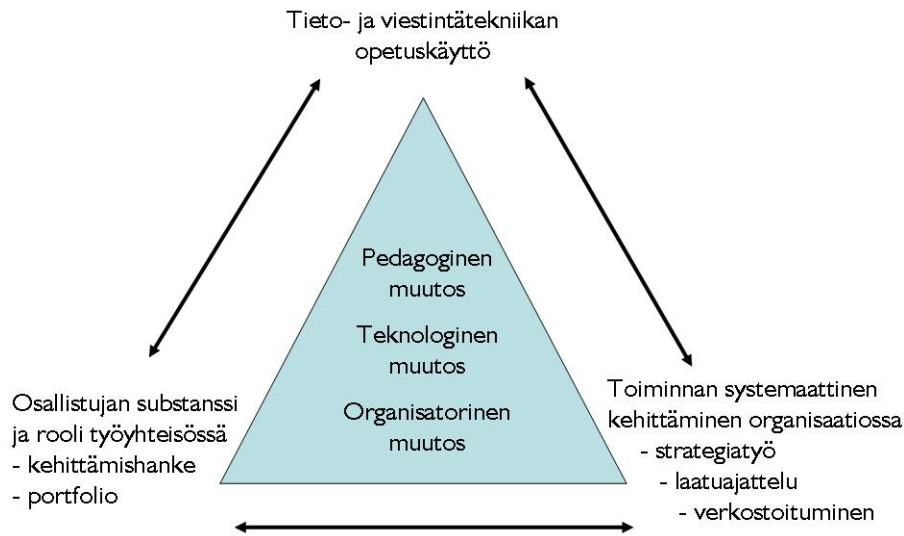 Tieto- ja viestintätekniikan
opetuskäyttö
Pedagoginen
muutos
Teknologinen
muutos
Organisatorinen
muutos
Osallistujan substanssi
ja rooli työyhteisössä
- kehittämishanke
- portfolio
Toiminnan systemaattinen
kehittäminen organisaatiossa
- strategiatyö
- laatuajattelu
- verkostoituminen